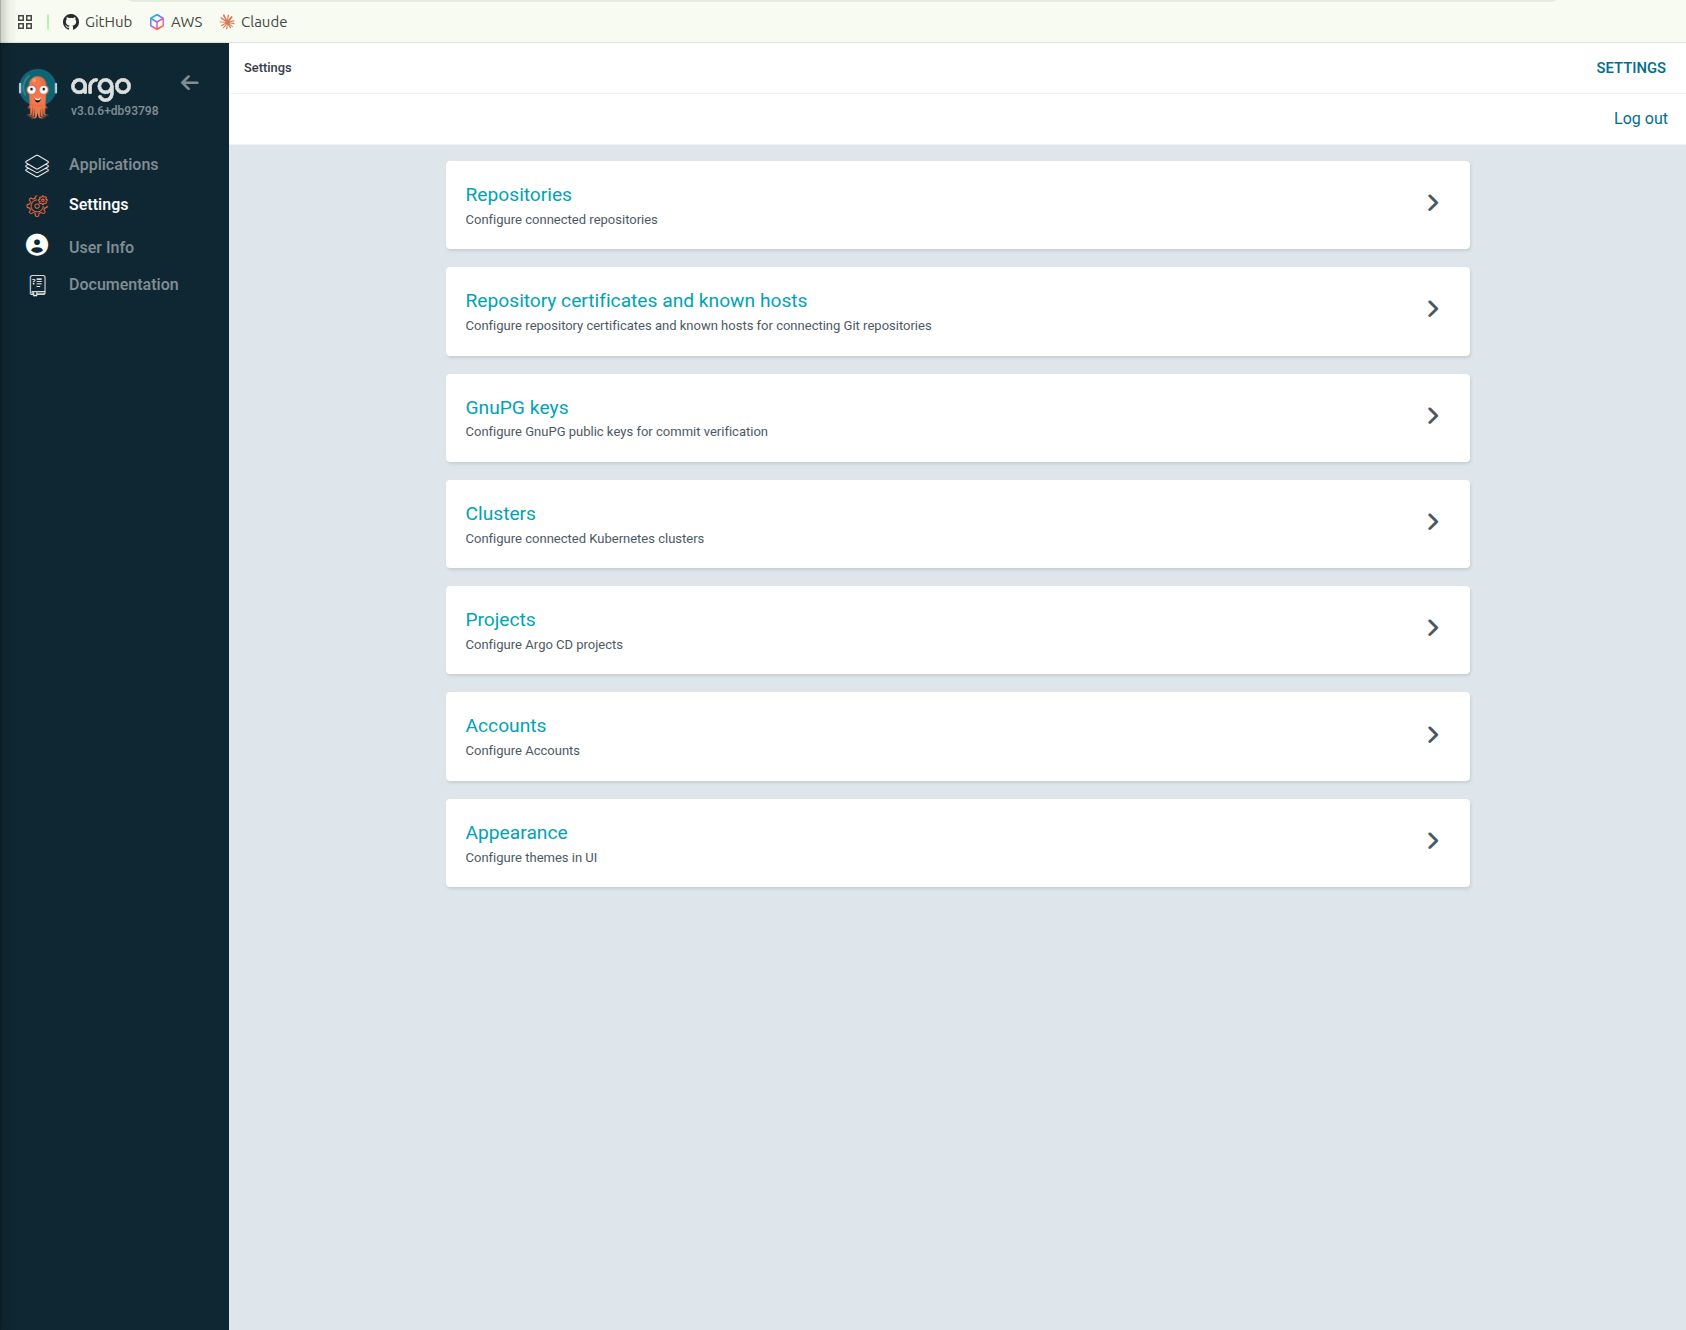 GitHub AWS Claude
argo
v3.0.6+db93798
Applications
Settings
User Info
Documentation
Settings
SETTINGS
Log out
Repositories
Configure connected repositories
Repository certificates and known hosts
Configure repository certificates and known hosts for connecting Git repositories
GnuPG keys
Configure GnuPG public keys for commit verification
Clusters
Configure connected Kubernetes clusters
Projects
Configure Argo CD projects
Accounts
Configure Accounts
Appearance
Configure themes in UI